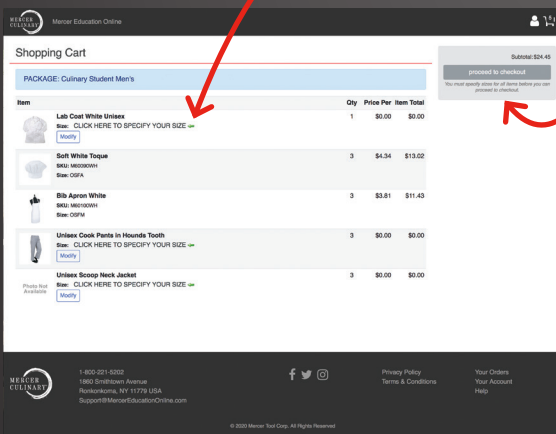 MERCER
CULINARY
Mercer Education Online
5
Shopping Cart
Subtotal: $24.45
proceed to checkout
You must specify sizes for all items before you can
proceed to checkout.
PACKAGE: Culinary Student Men's
Item Qty Price Per Item Total
Lab Coat White Unisex 1 $0.00 $0.00
Size: CLICK HERE TO SPECIFY YOUR SIZE
Modify
Soft White Toque 3 $4.34 $13.02
SKU: M60080WH
Size: OSFA
Bib Apron White 3 $3.81 $11.43
SKU: M60100WH
Size: OSFM
Unisex Cook Pants in Hounds Tooth 3 $0.00 $0.00
Size: CLICK HERE TO SPECIFY YOUR SIZE
Modify
Unisex Scoop Neck Jacket 3 $0.00 $0.00
Photo Not
Available
Size: CLICK HERE TO SPECIFY YOUR SIZE
Modify
MERCER
CULINARY
1-800-221-5202
1860 Smithtown Avenue
Ronkonkoma, NY 11779 USA
Support@MercerEducationOnline.com
Privacy Policy
Terms & Conditions
Your Orders
Your Account
Help
© 2020 Mercer Tool Corp. All Rights Reserved